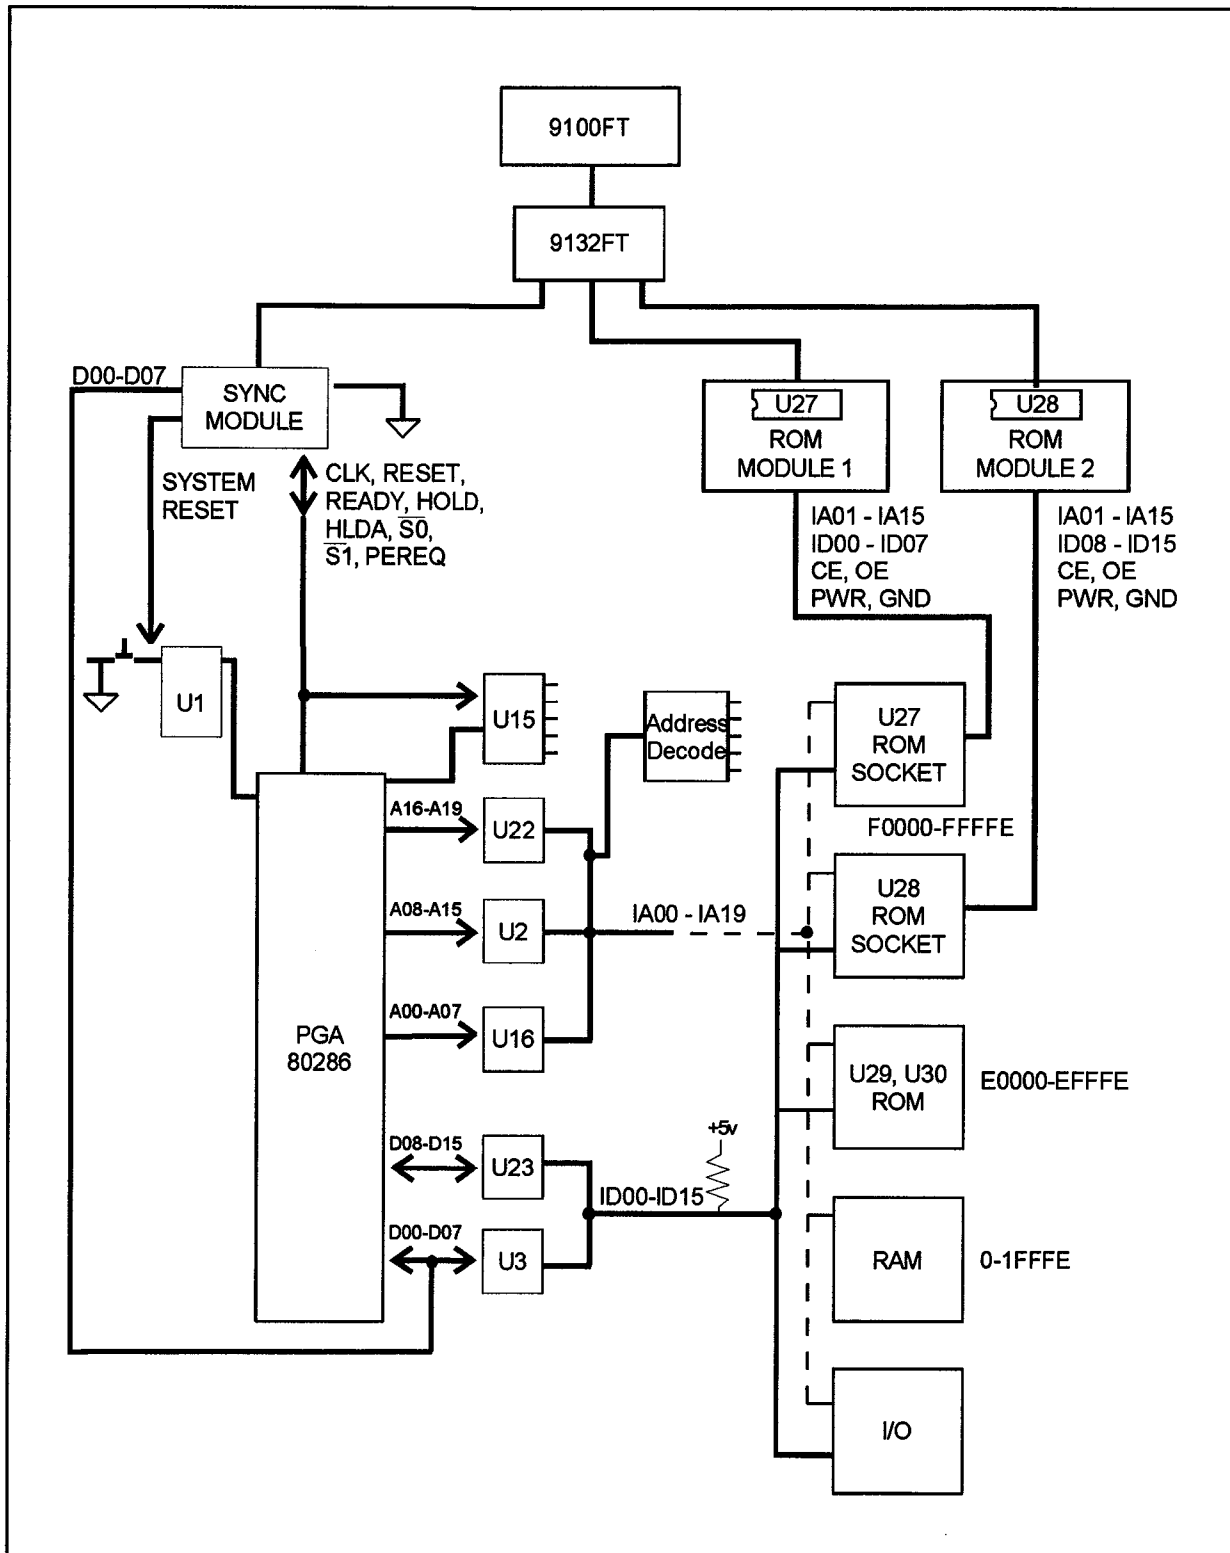 9100FT
9132FT
D00-D07
SYNC
MODULE
U27
ROM
MODULE 1
U28
ROM
MODULE 2
SYSTEM
RESET
CLK, RESET,
READY, HOLD,
HLDA, S0,
S1, PEREQ
IA01 - IA15
ID00 - ID07
CE, OE
PWR, GND
IA01 - IA15
ID08 - ID15
CE, OE
PWR, GND
U1
U15
Address
Decode
U27
ROM
SOCKET
F0000-FFFFE
A16-A19
U22
A08-A15
U2
IA00 - IA19
U28
ROM
SOCKET
A00-A07
U16
PGA
80286
U29, U30
ROM
E0000-EFFFE
D08-D15
U23
+5v
ID00-ID15
D00-D07
U3
RAM
0-1FFFE
I/O